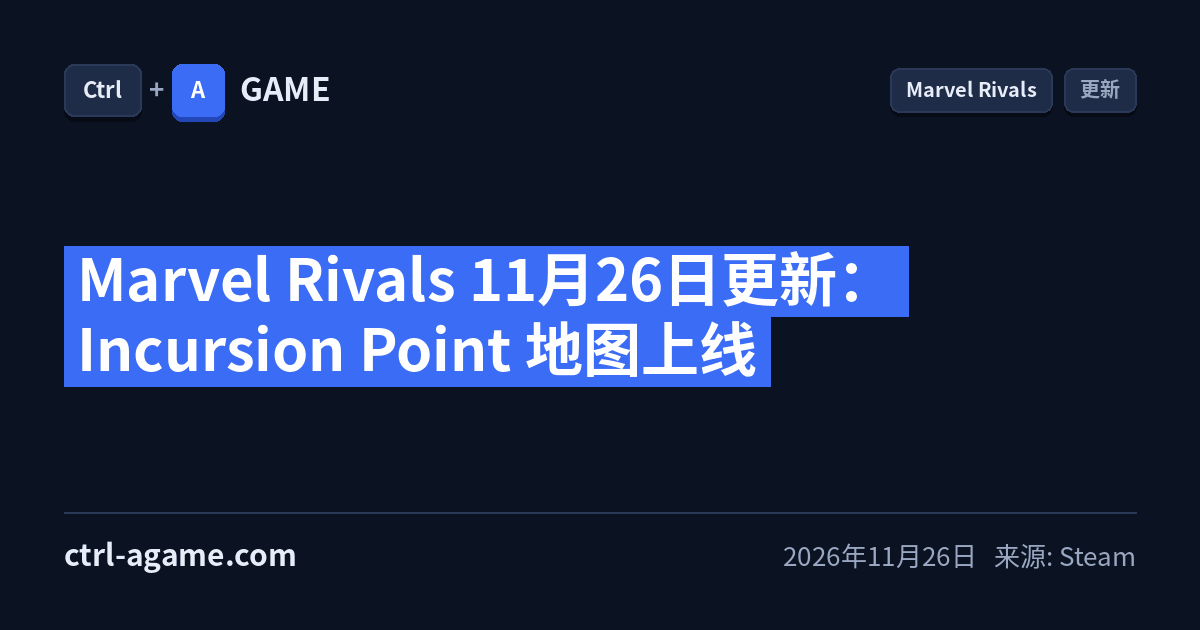 Ctrl + A GAME
Marvel Rivals 更新
Marvel Rivals 11月26日更新：
Incursion Point 地图上线
ctrl-agame.com
2026年11月26日 来源: Steam